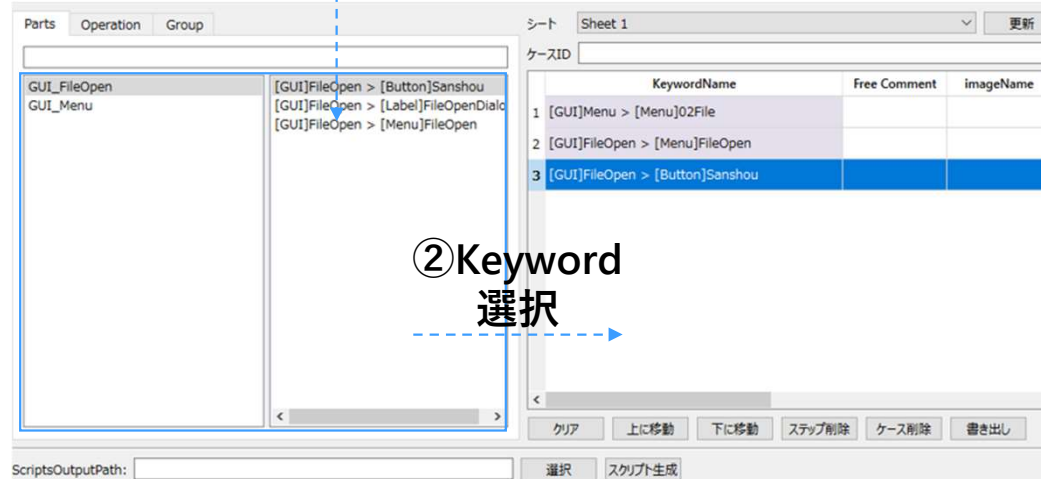 Parts Operation Group
シート Sheet 1 更新
ケースID
GUI_FileOpen
GUI_Menu
[GUI]FileOpen > [Button]Sanshou
[GUI]FileOpen > [Label]FileOpenDialo
[GUI]FileOpen > [Menu]FileOpen
KeywordName Free Comment imageName
1 [GUI]Menu > [Menu]02File
2 [GUI]FileOpen > [Menu]FileOpen
3 [GUI]FileOpen > [Button]Sanshou
②Keyword
選択
クリア 上に移動 下に移動 ステップ削除 ケース削除 書き出し
ScriptsOutputPath: 選択 スクリプト生成